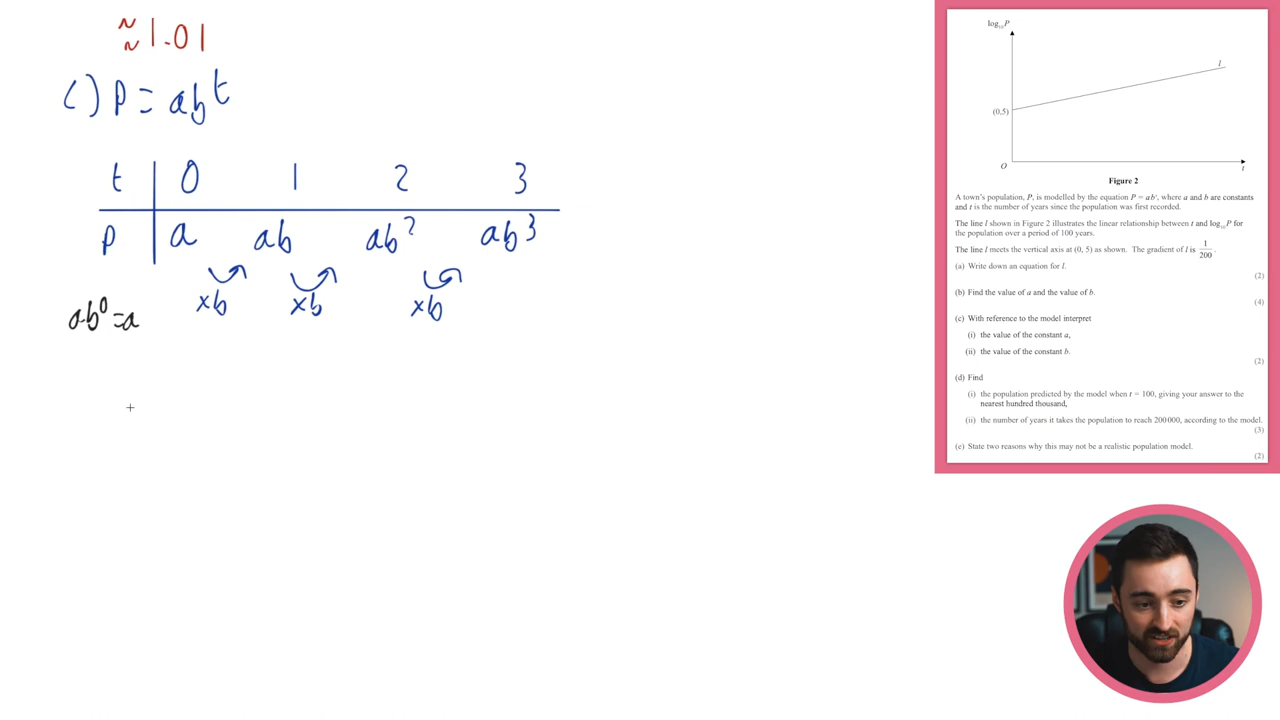 ≈ 1.01
c) P = ab^t
t | 0 1 2 3
P | a ab ab² ab³
×b ×b ×b
ab⁰ = a
log₁₀P
l
(0,5)
O
t
Figure 2
A town's population, P, is modelled by the equation P = abᵗ, where a and b are constants
and t is the number of years since the population was first recorded.
The line l shown in Figure 2 illustrates the linear relationship between t and log₁₀P for
the population over a period of 100 years.
The line l meets the vertical axis at (0, 5) as shown. The gradient of l is 1/200.
(a) Write down an equation for l.
(2)
(b) Find the value of a and the value of b.
(4)
(c) With reference to the model interpret
(i) the value of the constant a,
(ii) the value of the constant b.
(2)
(d) Find
(i) the population predicted by the model when t = 100, giving your answer to the
nearest hundred thousand,
(ii) the number of years it takes the population to reach 200000, according to the model.
(3)
(e) State two reasons why this may not be a realistic population model.
(2)